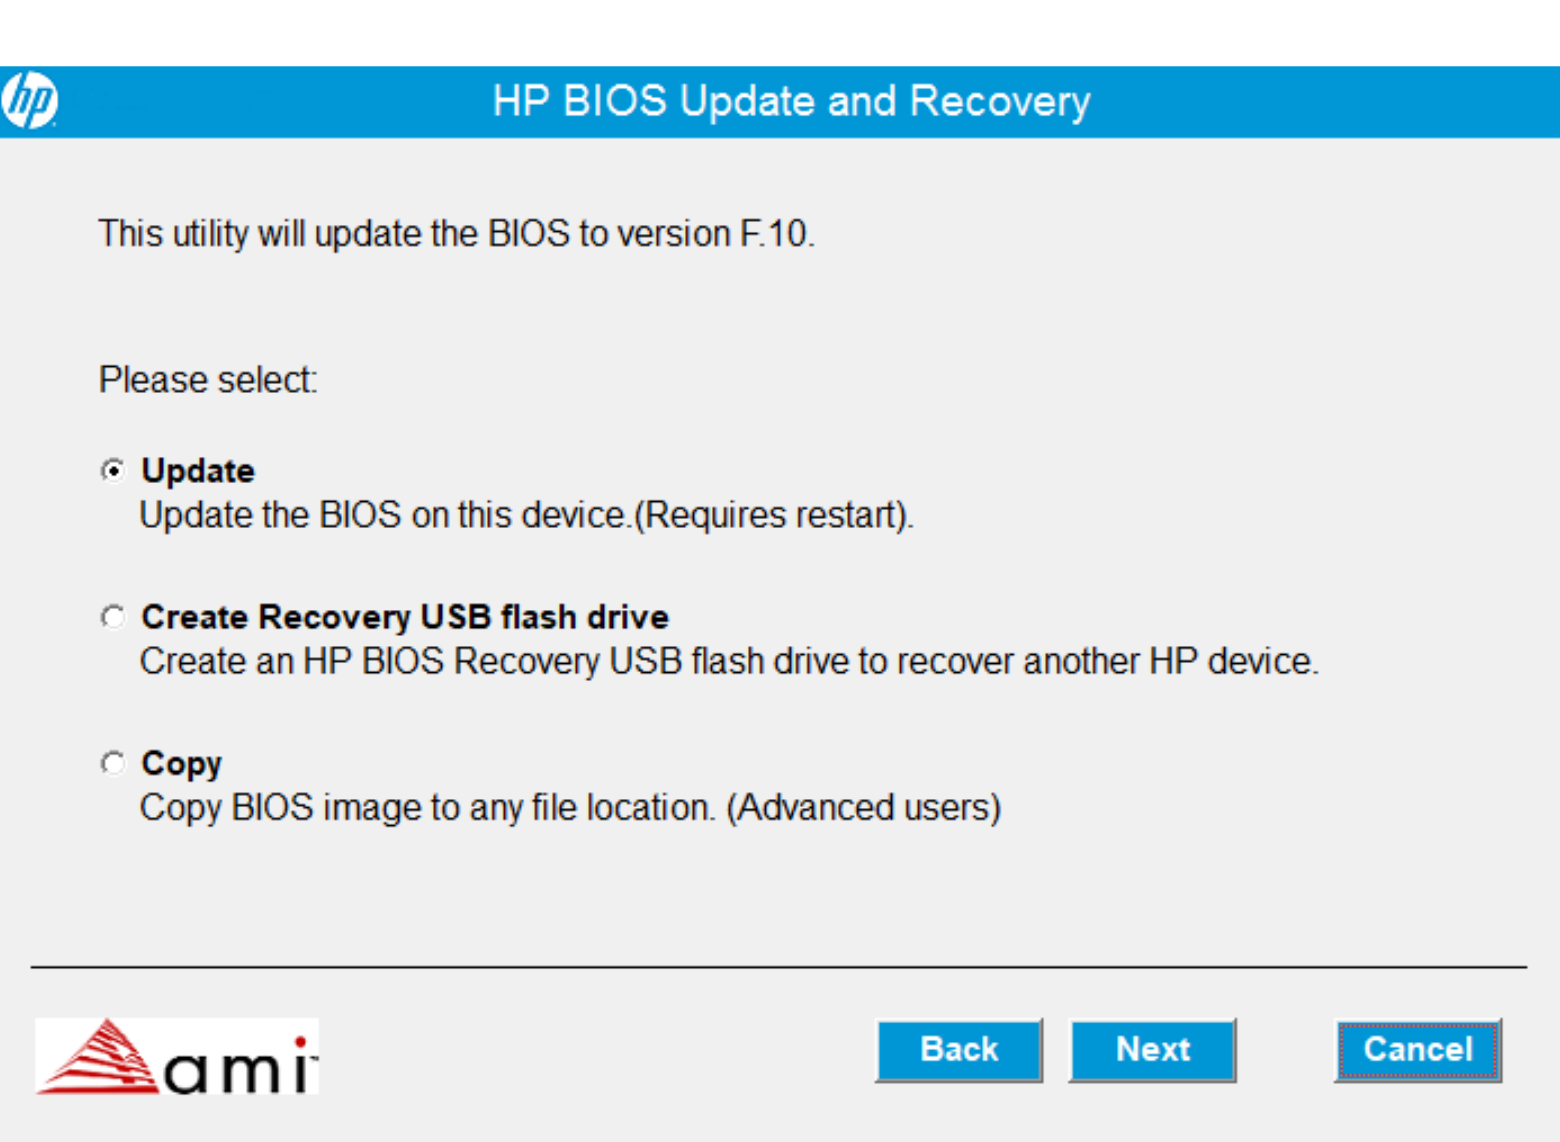 hp
HP BIOS Update and Recovery
This utility will update the BIOS to version F.10.
Please select:
Update
Update the BIOS on this device.(Requires restart).
Create Recovery USB flash drive
Create an HP BIOS Recovery USB flash drive to recover another HP device.
Copy
Copy BIOS image to any file location. (Advanced users)
ami
Back Next Cancel